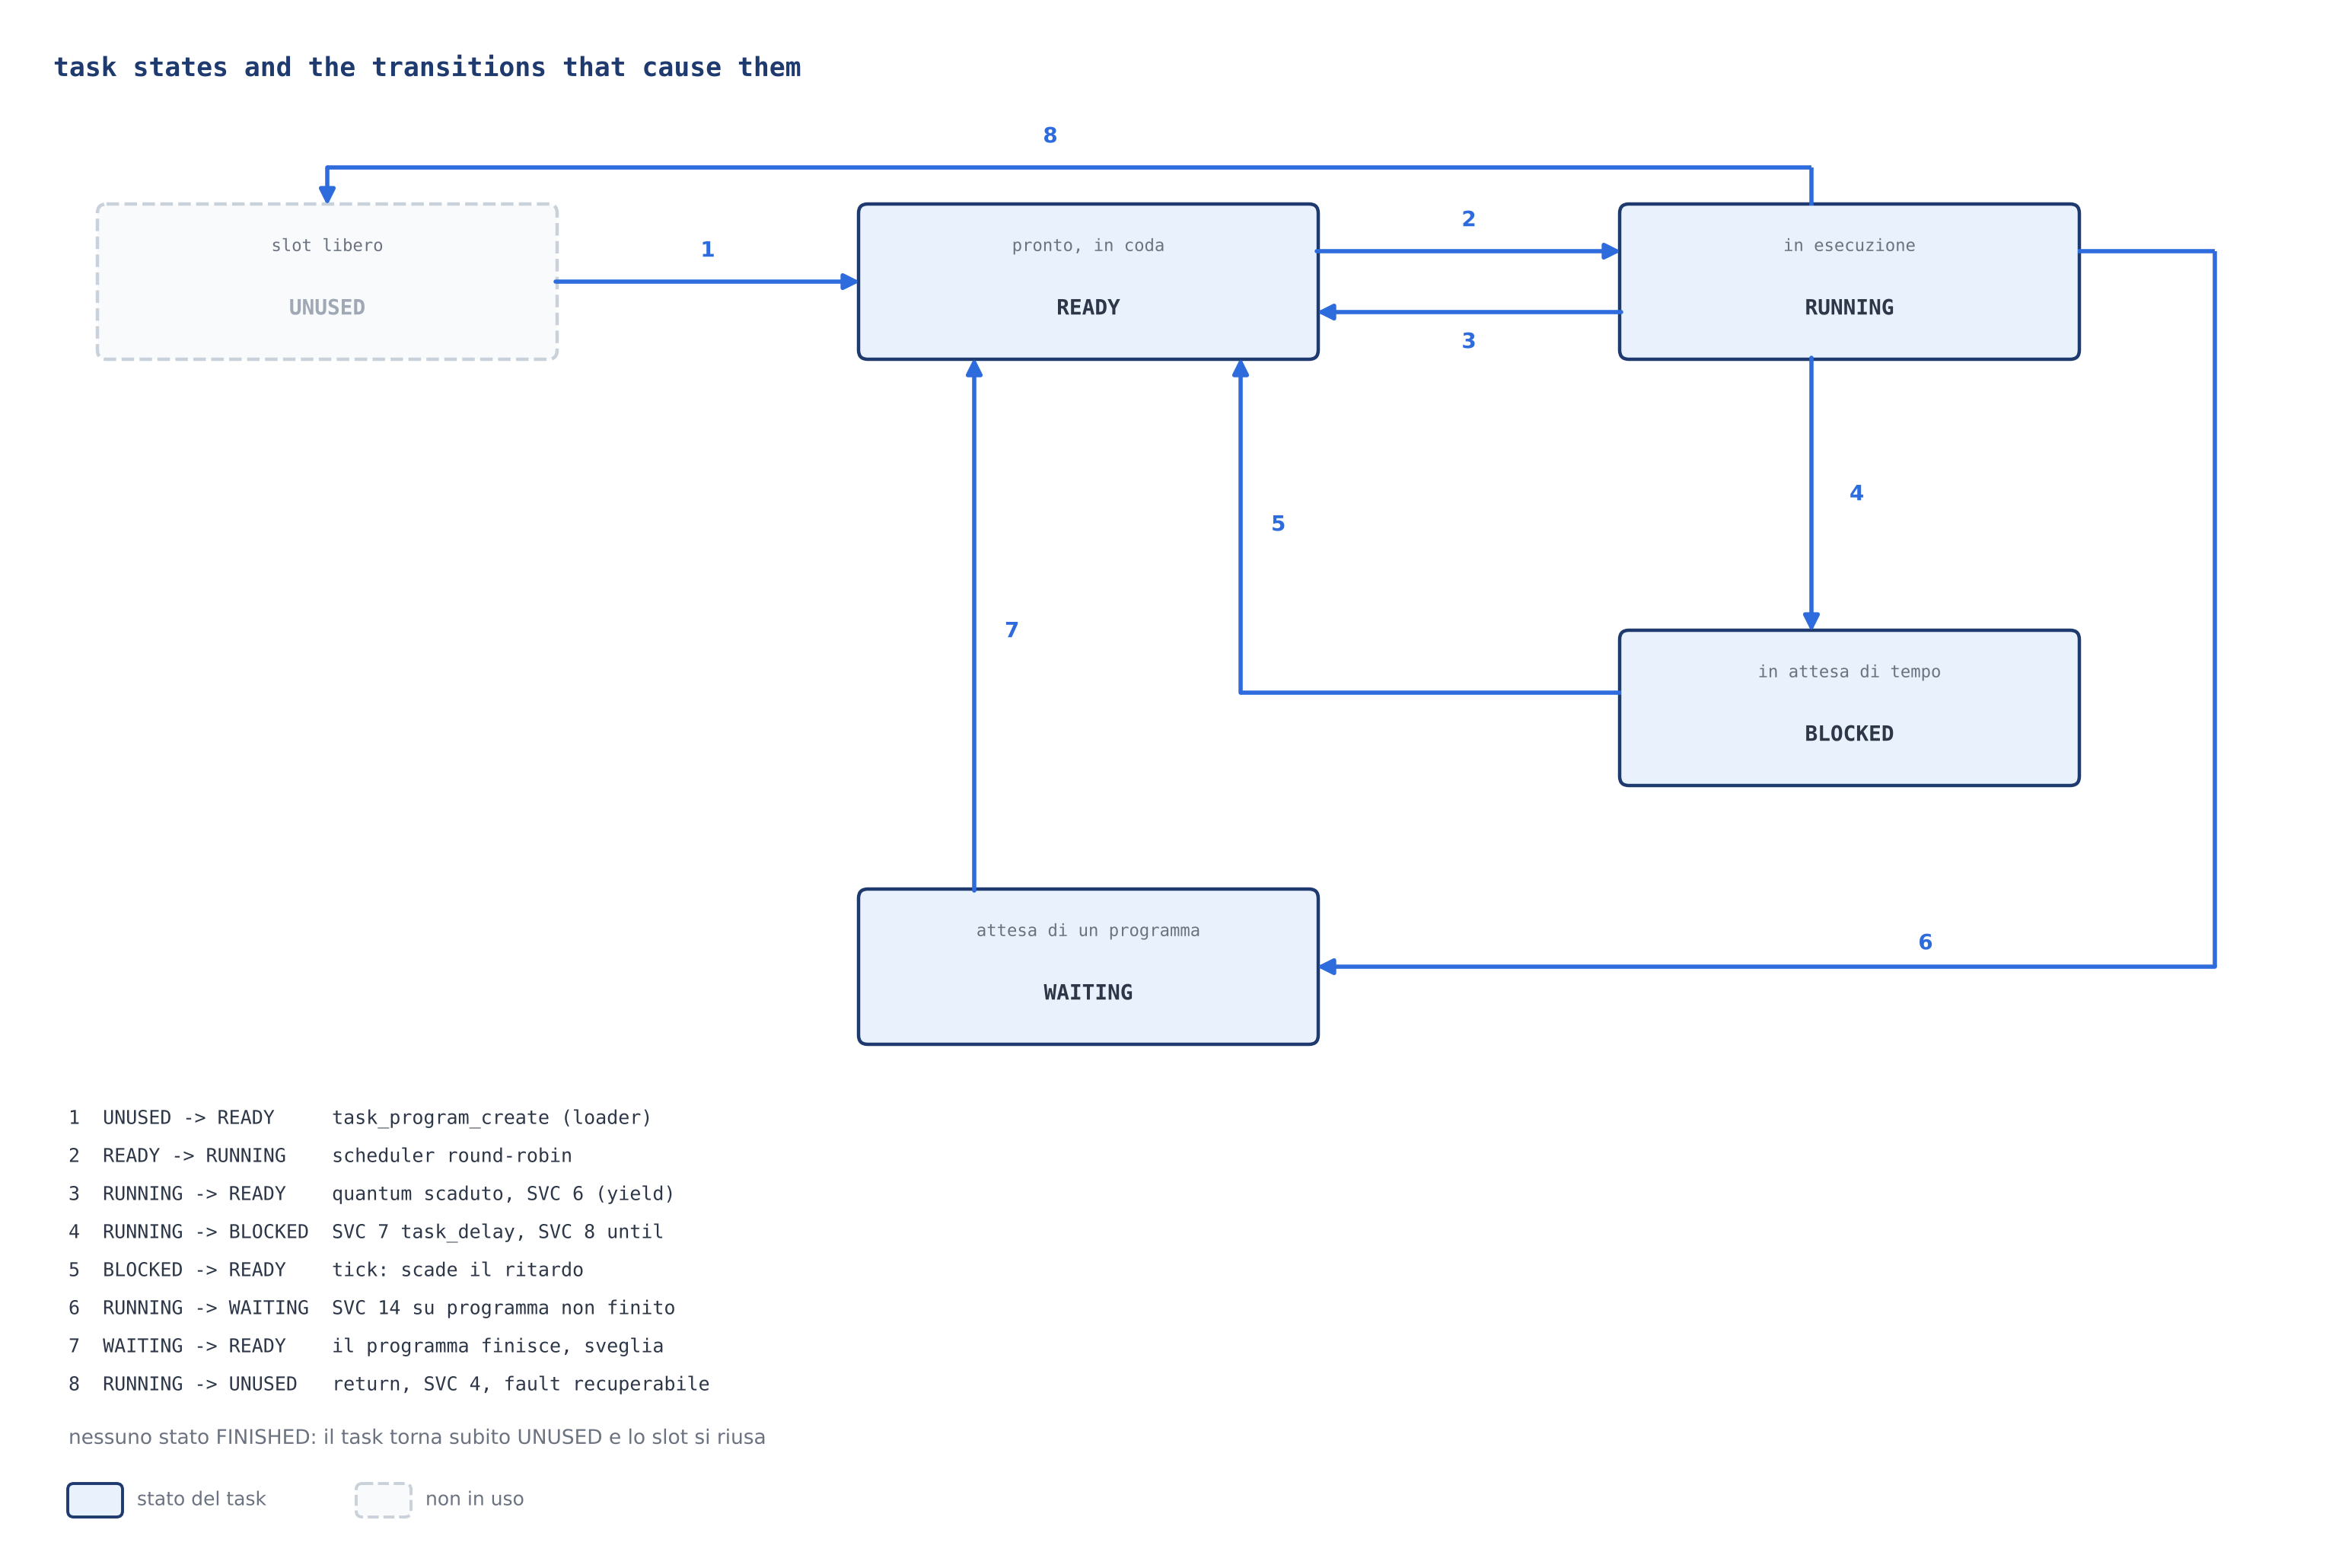 task states and the transitions that cause them
8
slot libero
UNUSED
1
pronto, in coda
READY
2
3
in esecuzione
RUNNING
4
5
7
in attesa di tempo
BLOCKED
attesa di un programma
WAITING
6
1 UNUSED -> READY task_program_create (loader)
2 READY -> RUNNING scheduler round-robin
3 RUNNING -> READY quantum scaduto, SVC 6 (yield)
4 RUNNING -> BLOCKED SVC 7 task_delay, SVC 8 until
5 BLOCKED -> READY tick: scade il ritardo
6 RUNNING -> WAITING SVC 14 su programma non finito
7 WAITING -> READY il programma finisce, sveglia
8 RUNNING -> UNUSED return, SVC 4, fault recuperabile
nessuno stato FINISHED: il task torna subito UNUSED e lo slot si riusa
stato del task
non in uso